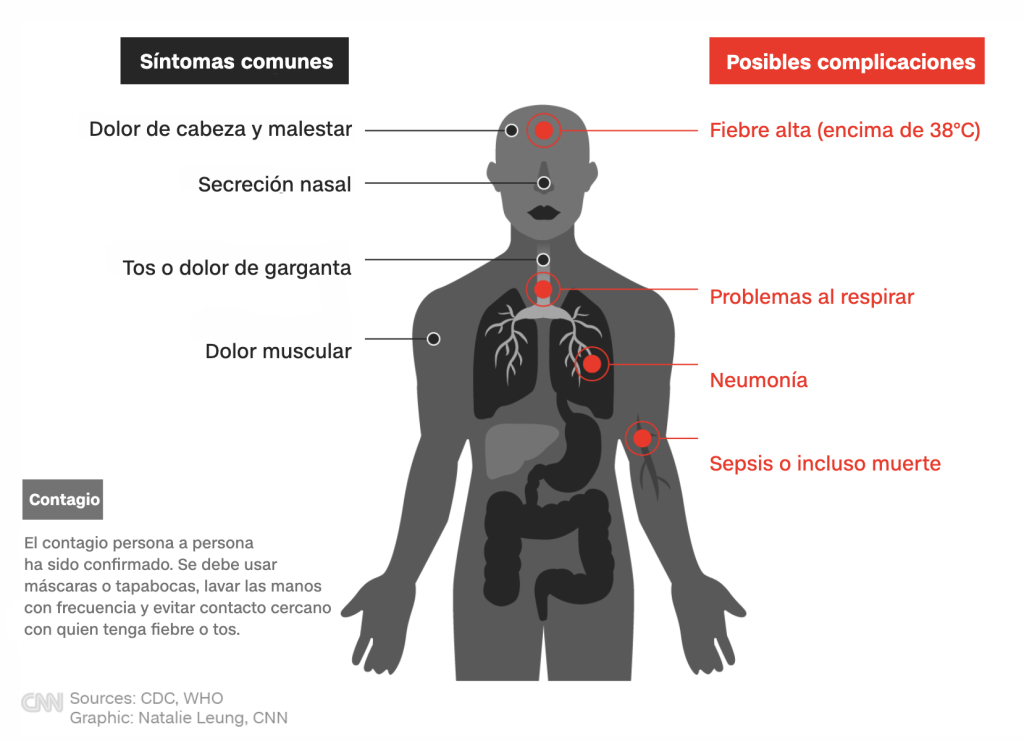 Síntomas comunes
Dolor de cabeza y malestar
Secreción nasal
Tos o dolor de garganta
Dolor muscular
Posibles complicaciones
Fiebre alta (encima de 38°C)
Problemas al respirar
Neumonía
Sepsis o incluso muerte
Contagio
El contagio persona a persona
ha sido confirmado. Se debe usar
máscaras o tapabocas, lavar las manos
con frecuencia y evitar contacto cercano
con quien tenga fiebre o tos.
CNN
Sources: CDC, WHO
Graphic: Natalie Leung, CNN